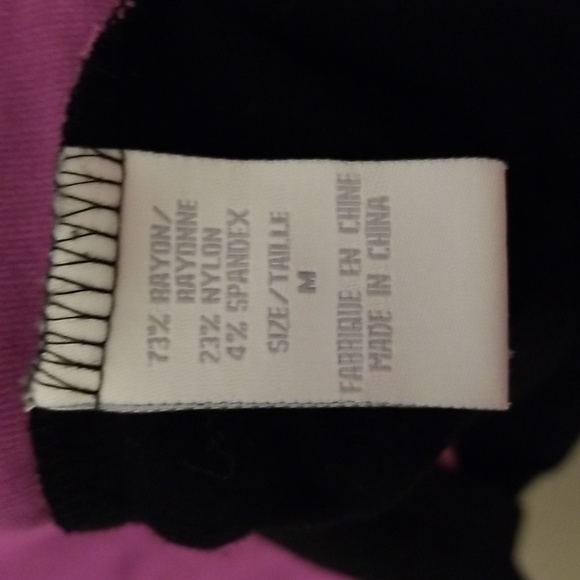 73% RAYON/
RAYONNE
23% NYLON
4% SPANDEX
SIZE/TAILLE
M
FABRIQUE EN CHINE
MADE IN CHINA